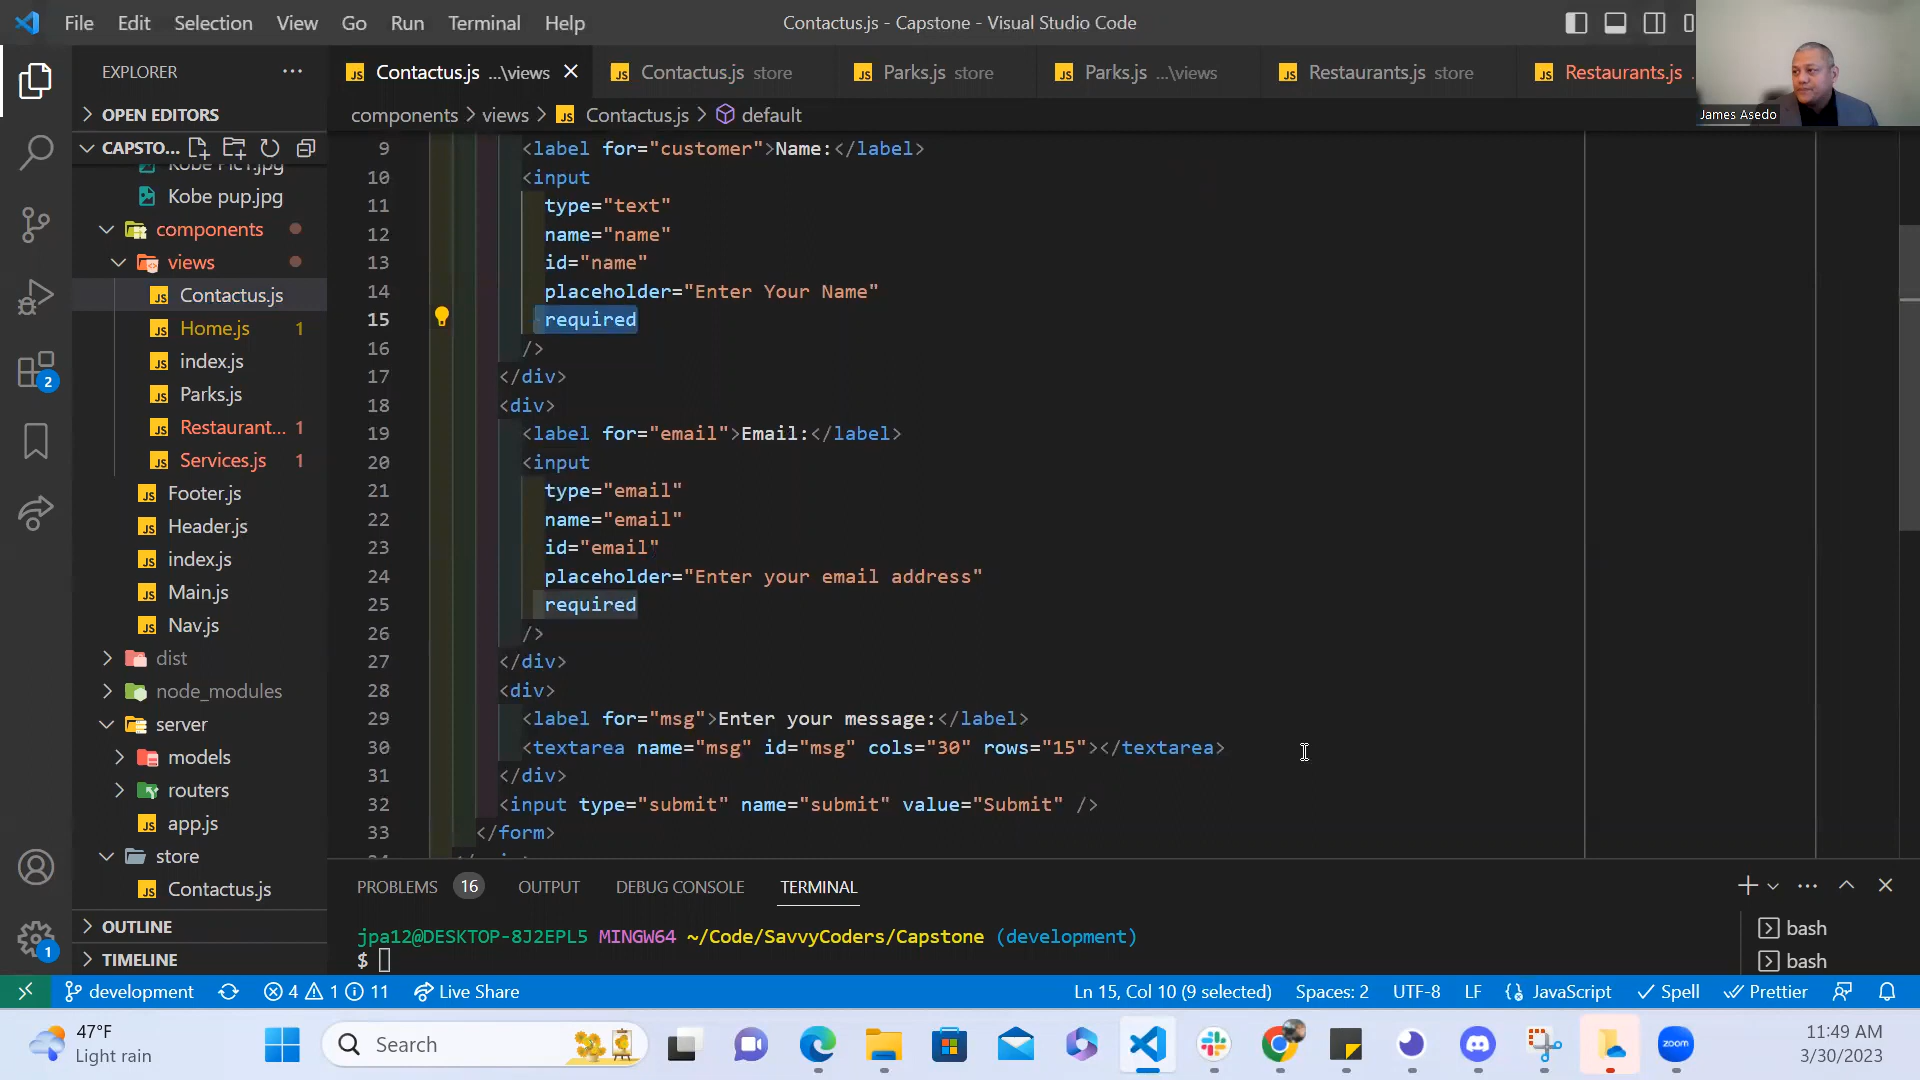 File Edit Selection View Go Run Terminal Help
Contactus.js - Capstone - Visual Studio Code
James Asedo
EXPLORER
Contactus.js ...\views
Contactus.js store
Parks.js store
Parks.js ...\views
Restaurants.js store
Restaurants.js
components > views > Contactus.js > default
OPEN EDITORS
CAPSTO...
Kobe Pic1.jpg
Kobe pup.jpg
components
views
Contactus.js
Home.js 1
index.js
Parks.js
Restaurant... 1
Services.js 1
Footer.js
Header.js
index.js
Main.js
Nav.js
dist
node_modules
server
models
routers
app.js
store
Contactus.js
OUTLINE
TIMELINE
2
1
9 <label for="customer">Name:</label>
10 <input
11 type="text"
12 name="name"
13 id="name"
14 placeholder="Enter Your Name"
15 required
16 />
17 </div>
18 <div>
19 <label for="email">Email:</label>
20 <input
21 type="email"
22 name="email"
23 id="email"
24 placeholder="Enter your email address"
25 required
26 />
27 </div>
28 <div>
29 <label for="msg">Enter your message:</label>
30 <textarea name="msg" id="msg" cols="30" rows="15"></textarea>
31 </div>
32 <input type="submit" name="submit" value="Submit" />
33 </form>
PROBLEMS 16 OUTPUT DEBUG CONSOLE TERMINAL
jpa12@DESKTOP-8J2EPL5 MINGW64 ~/Code/SavvyCoders/Capstone (development)
$
bash
bash
development 4 1 11 Live Share
Ln 15, Col 10 (9 selected) Spaces: 2 UTF-8 LF JavaScript Spell Prettier
47°F
Light rain
Search
zoom
11:49 AM
3/30/2023